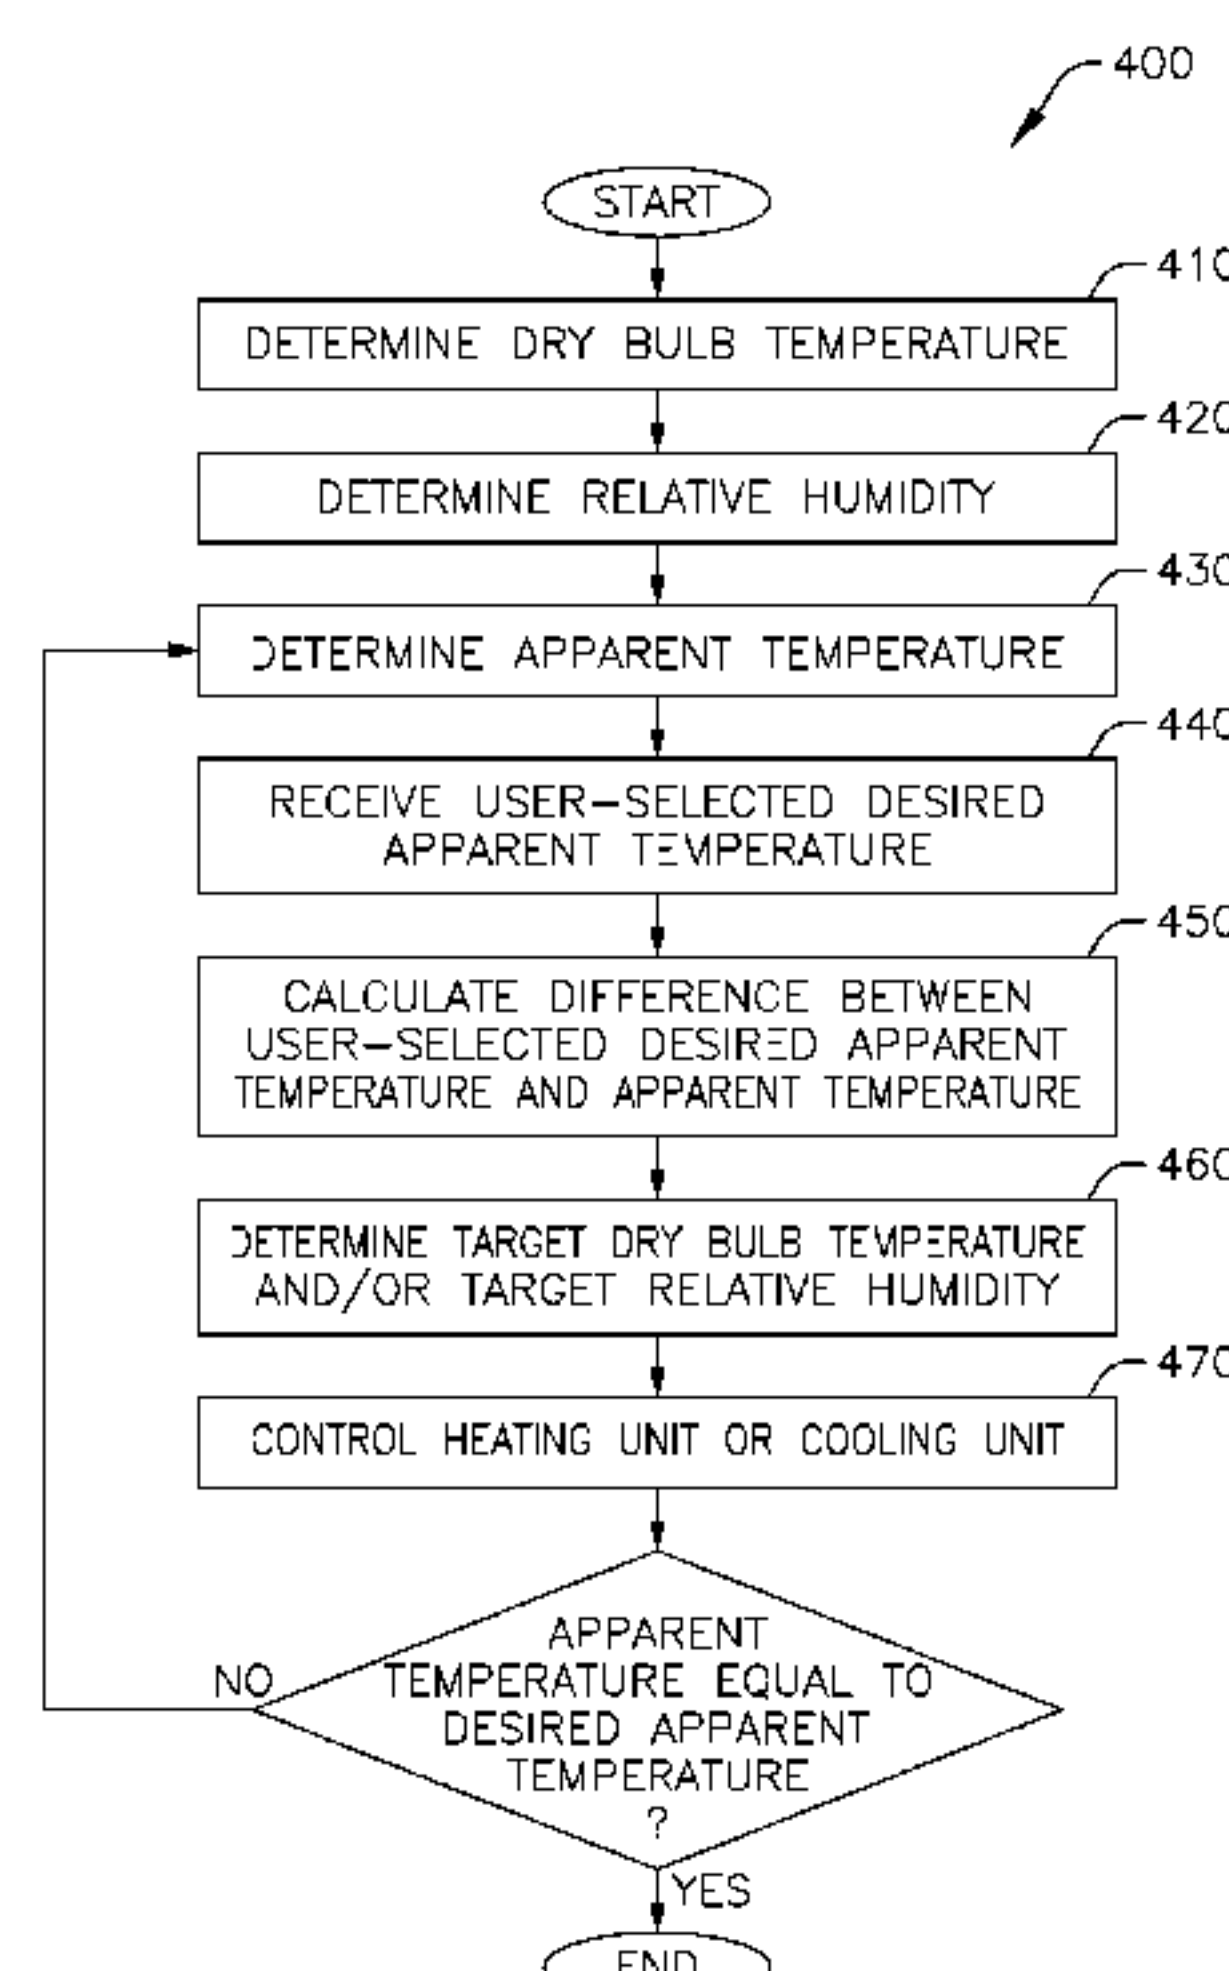 400
START
410
DETERMINE DRY BULB TEMPERATURE
420
DETERMINE RELATIVE HUMIDITY
430
DETERMINE APPARENT TEMPERATURE
440
RECEIVE USER-SELECTED DESIRED
APPARENT TEMPERATURE
450
CALCULATE DIFFERENCE BETWEEN
USER-SELECTED DESIRED APPARENT
TEMPERATURE AND APPARENT TEMPERATURE
460
DETERMINE TARGET DRY BULB TEMPERATURE
AND/OR TARGET RELATIVE HUMIDITY
470
CONTROL HEATING UNIT OR COOLING UNIT
APPARENT
TEMPERATURE EQUAL TO
DESIRED APPARENT
TEMPERATURE
?
NO
YES
END